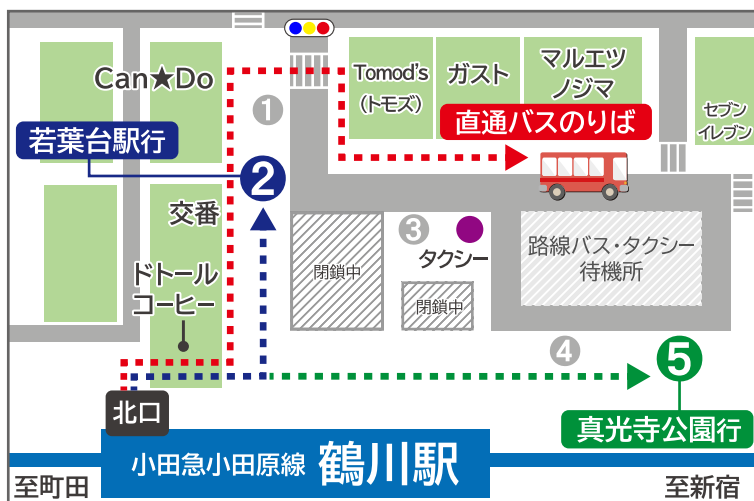 Can★Do
Tomod's
(トモズ)
ガスト
マルエツ
ノジマ
セブン
イレブン
1
直通バスのりば
若葉台駅行
2
交番
3
タクシー
路線バス・タクシー
待機所
閉鎖中
閉鎖中
ドトール
コーヒー
4
5
真光寺公園行
北口
小田急小田原線 鶴川駅
至町田
至新宿